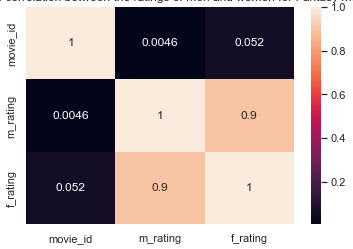 correlation between the ratings of men and women for Fantasy
movie_id 1 0.0046 0.052
m_rating 0.0046 1 0.9
f_rating 0.052 0.9 1
movie_id m_rating f_rating
1.0
0.8
0.6
0.4
0.2